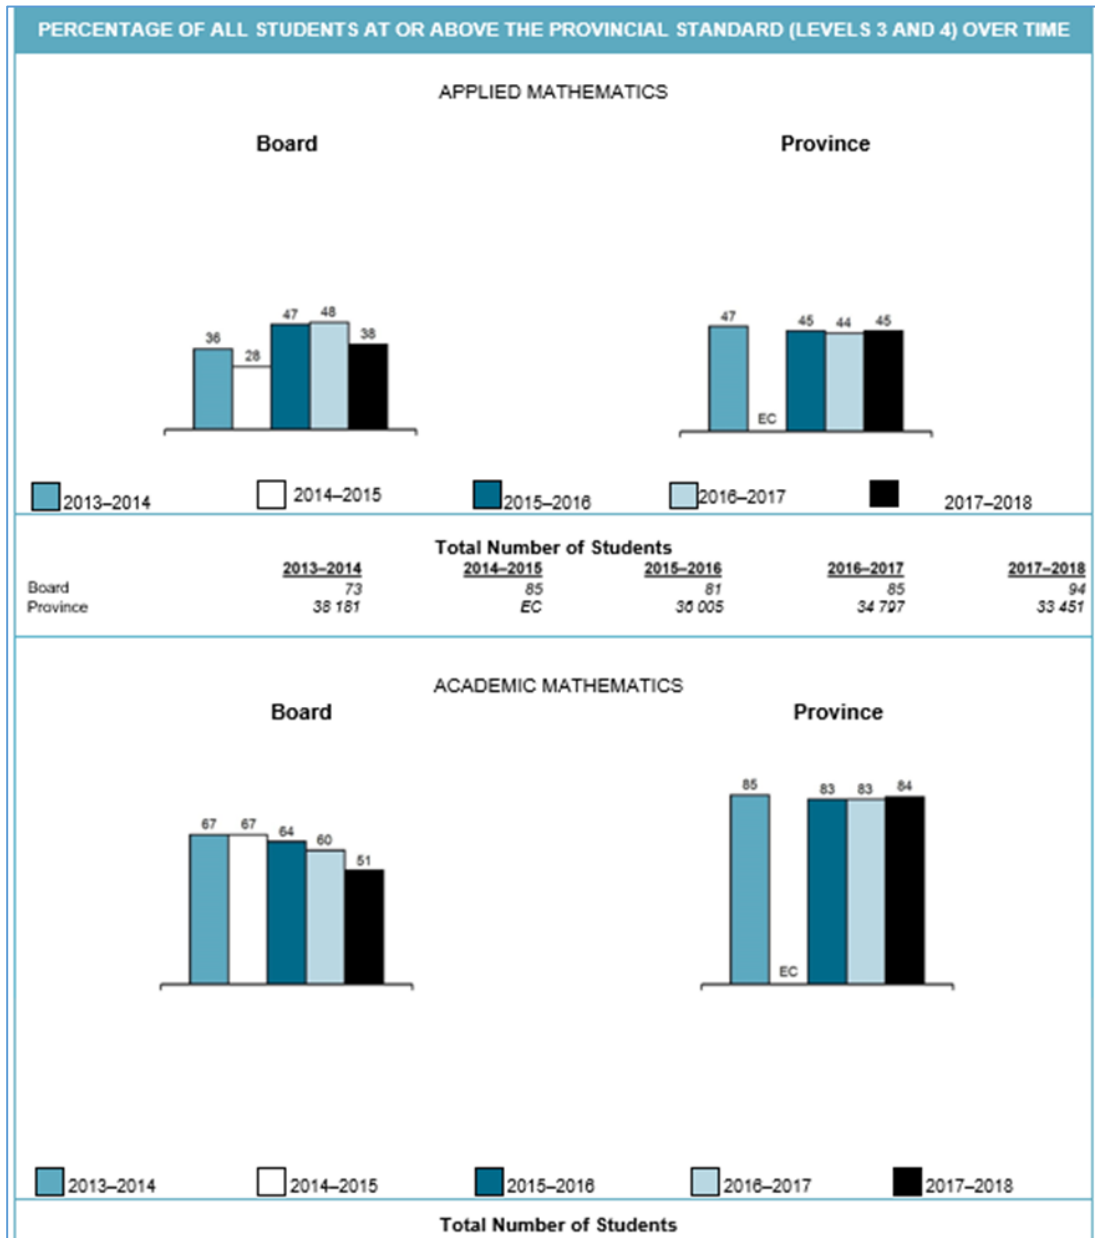 PERCENTAGE OF ALL STUDENTS AT OR ABOVE THE PROVINCIAL STANDARD (LEVELS 3 AND 4) OVER TIME
APPLIED MATHEMATICS
Board Province
36 28 47 48 38
47 EC 45 44 45
2013–2014 2014–2015 2015–2016 2016–2017 2017–2018
Total Number of Students
2013–2014 2014–2015 2015–2016 2016–2017 2017–2018
Board 73 85 81 85 94
Province 38 181 EC 36 005 34 797 33 451
ACADEMIC MATHEMATICS
Board Province
67 67 64 60 51
85 EC 83 83 84
2013–2014 2014–2015 2015–2016 2016–2017 2017–2018
Total Number of Students